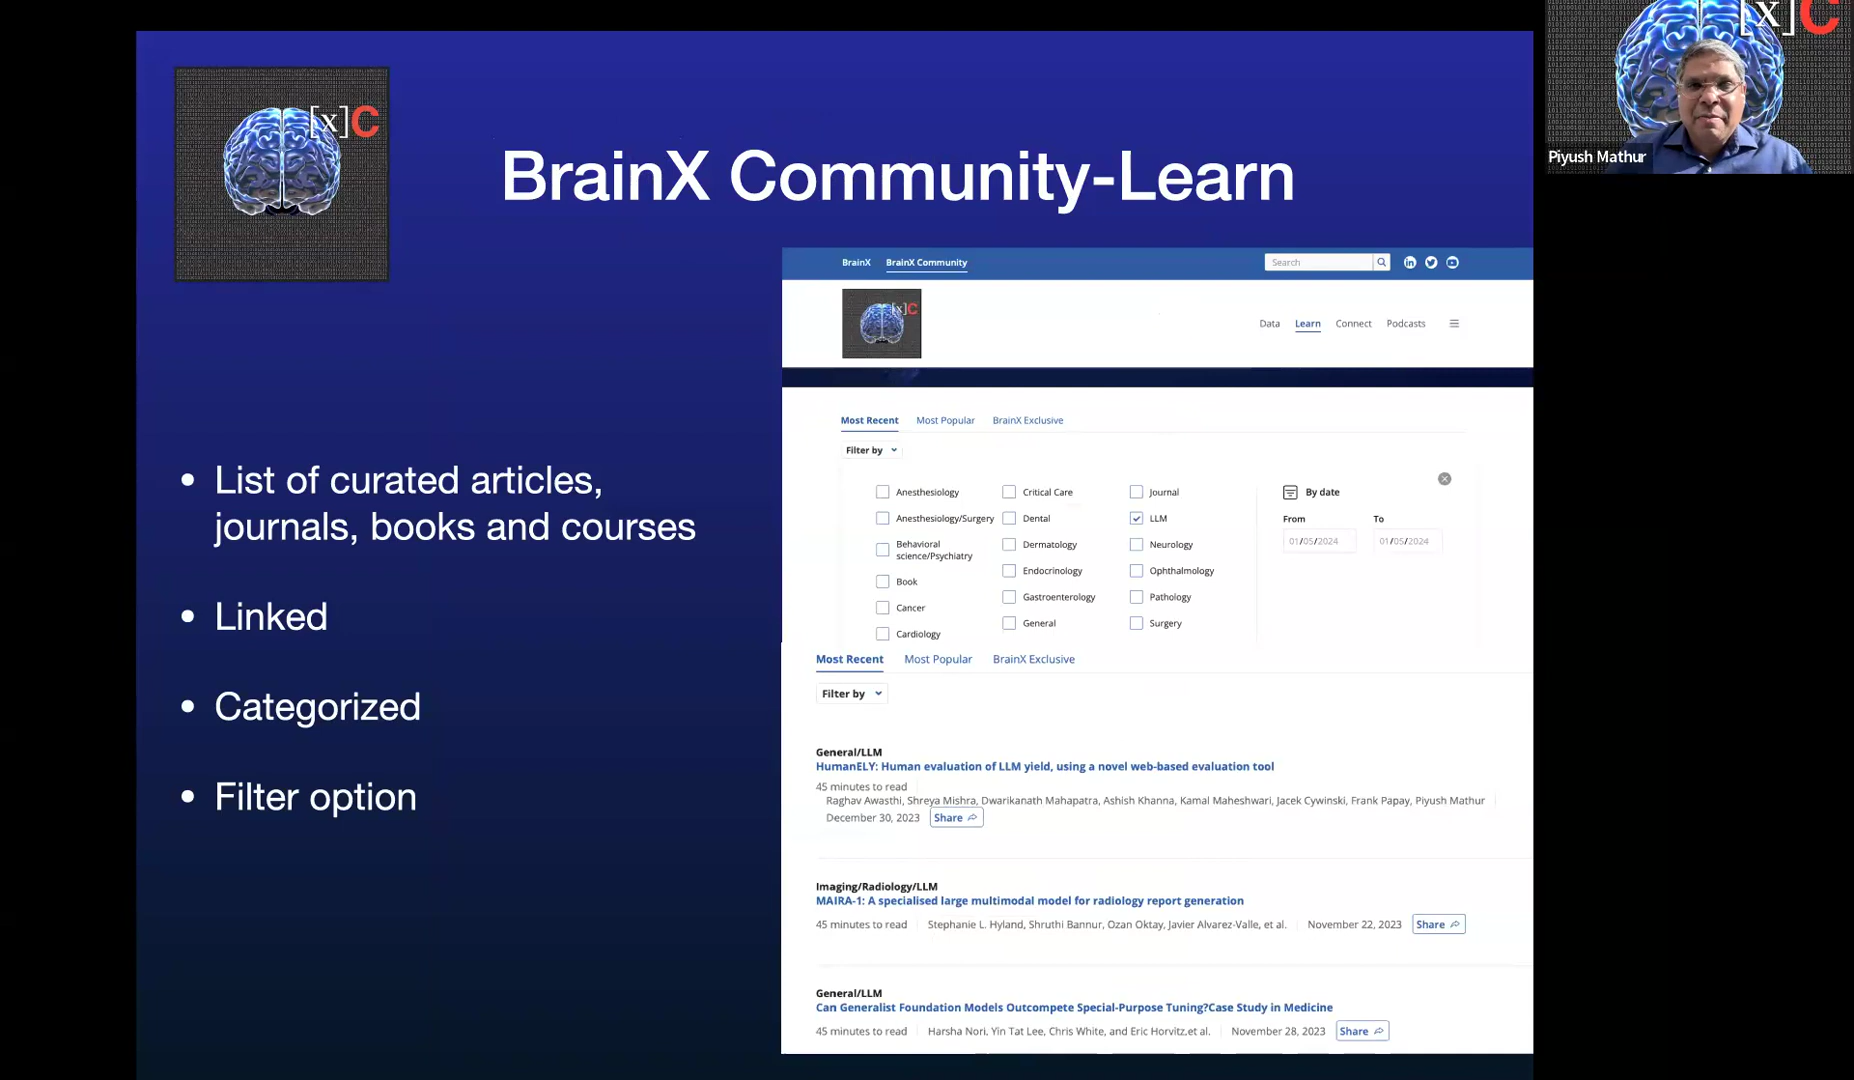 [x]C
BrainX Community-Learn
• List of curated articles,
journals, books and courses
• Linked
• Categorized
• Filter option
BrainX BrainX Community Search
[x]C
Data Learn Connect Podcasts
Most Recent Most Popular BrainX Exclusive
Filter by
Anesthesiology Critical Care Journal By date
Anesthesiology/Surgery Dental LLM From To
Behavioral
science/Psychiatry Dermatology Neurology 01/05/2024 01/05/2024
Book Endocrinology Ophthalmology
Cancer Gastroenterology Pathology
Cardiology General Surgery
Most Recent Most Popular BrainX Exclusive
Filter by
General/LLM
HumanELY: Human evaluation of LLM yield, using a novel web-based evaluation tool
45 minutes to read
Raghav Awasthi, Shreya Mishra, Dwarikanath Mahapatra, Ashish Khanna, Kamal Maheshwari, Jacek Cywinski, Frank Papay, Piyush Mathur
December 30, 2023 Share
Imaging/Radiology/LLM
MAIRA-1: A specialised large multimodal model for radiology report generation
45 minutes to read Stephanie L. Hyland, Shruthi Bannur, Ozan Oktay, Javier Alvarez-Valle, et al. November 22, 2023 Share
General/LLM
Can Generalist Foundation Models Outcompete Special-Purpose Tuning?Case Study in Medicine
45 minutes to read Harsha Nori, Yin Tat Lee, Chris White, and Eric Horvitz,et al. November 28, 2023 Share
[x]C
Piyush Mathur